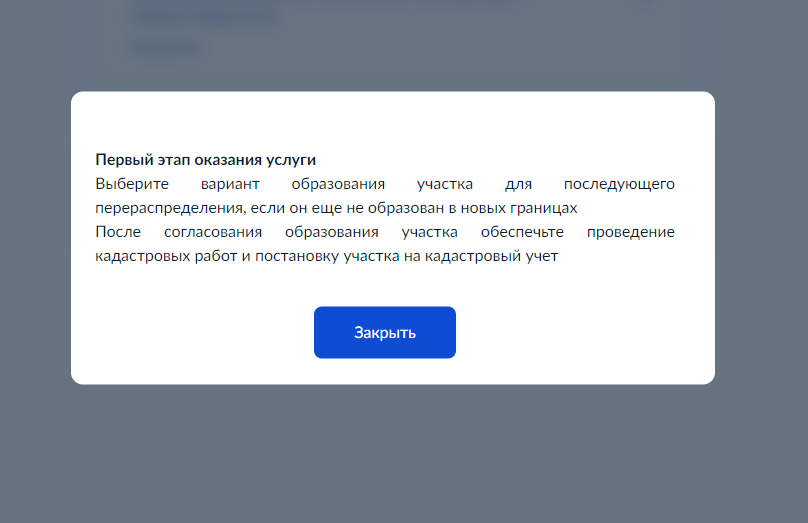 Первый этап оказания услуги
Выберите вариант образования участка для последующего
перераспределения, если он еще не образован в новых границах
После согласования образования участка обеспечьте проведение
кадастровых работ и постановку участка на кадастровый учет
Закрыть